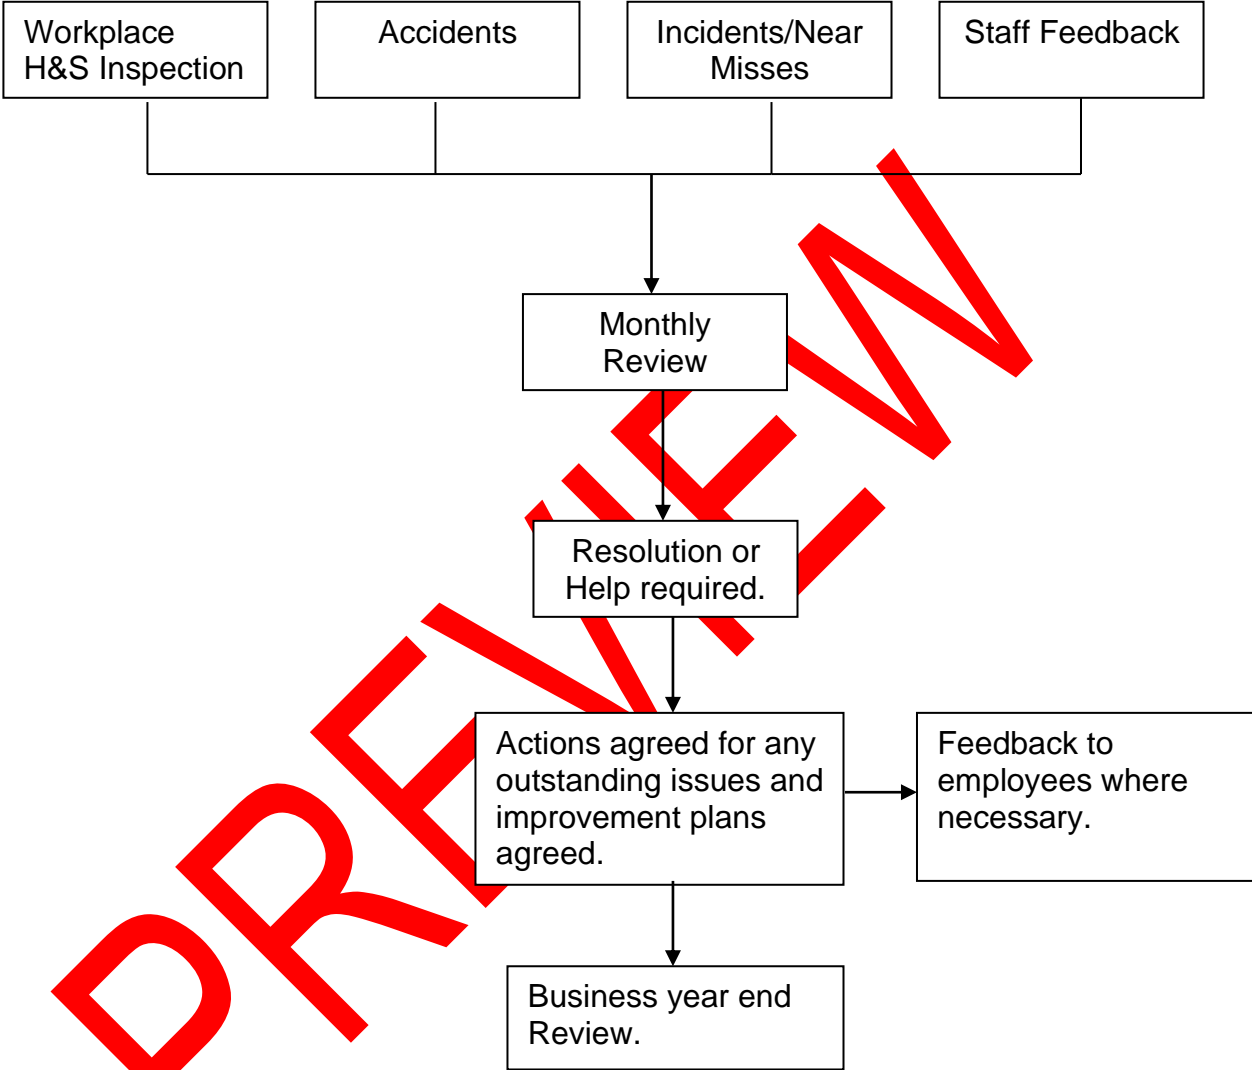 Workplace
H&S Inspection
Accidents
Incidents/Near
Misses
Staff Feedback
Monthly
Review
Resolution or
Help required.
Actions agreed for any
outstanding issues and
improvement plans
agreed.
Feedback to
employees where
necessary.
Business year end
Review.
PREVIEW